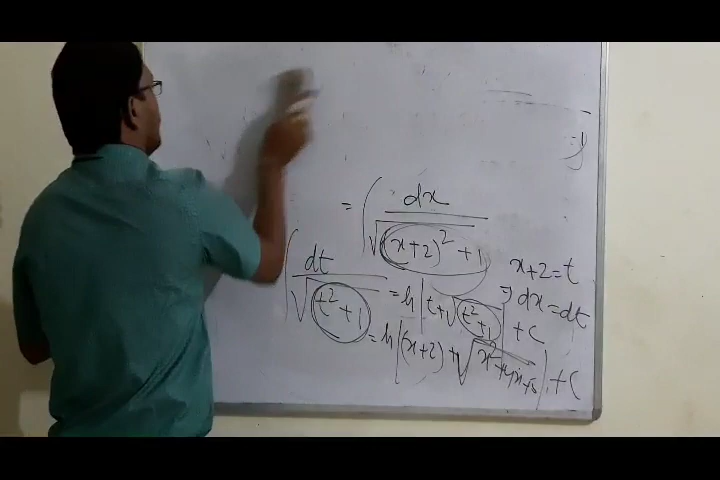 = ∫ dx / √((x+2)² + 1)
x+2 = t
⇒ dx = dt
∫ dt / √(t² + 1) = ln | t + √(t² + 1) | + c
= ln | (x+2) + √(x² + 4x + 5) | + c